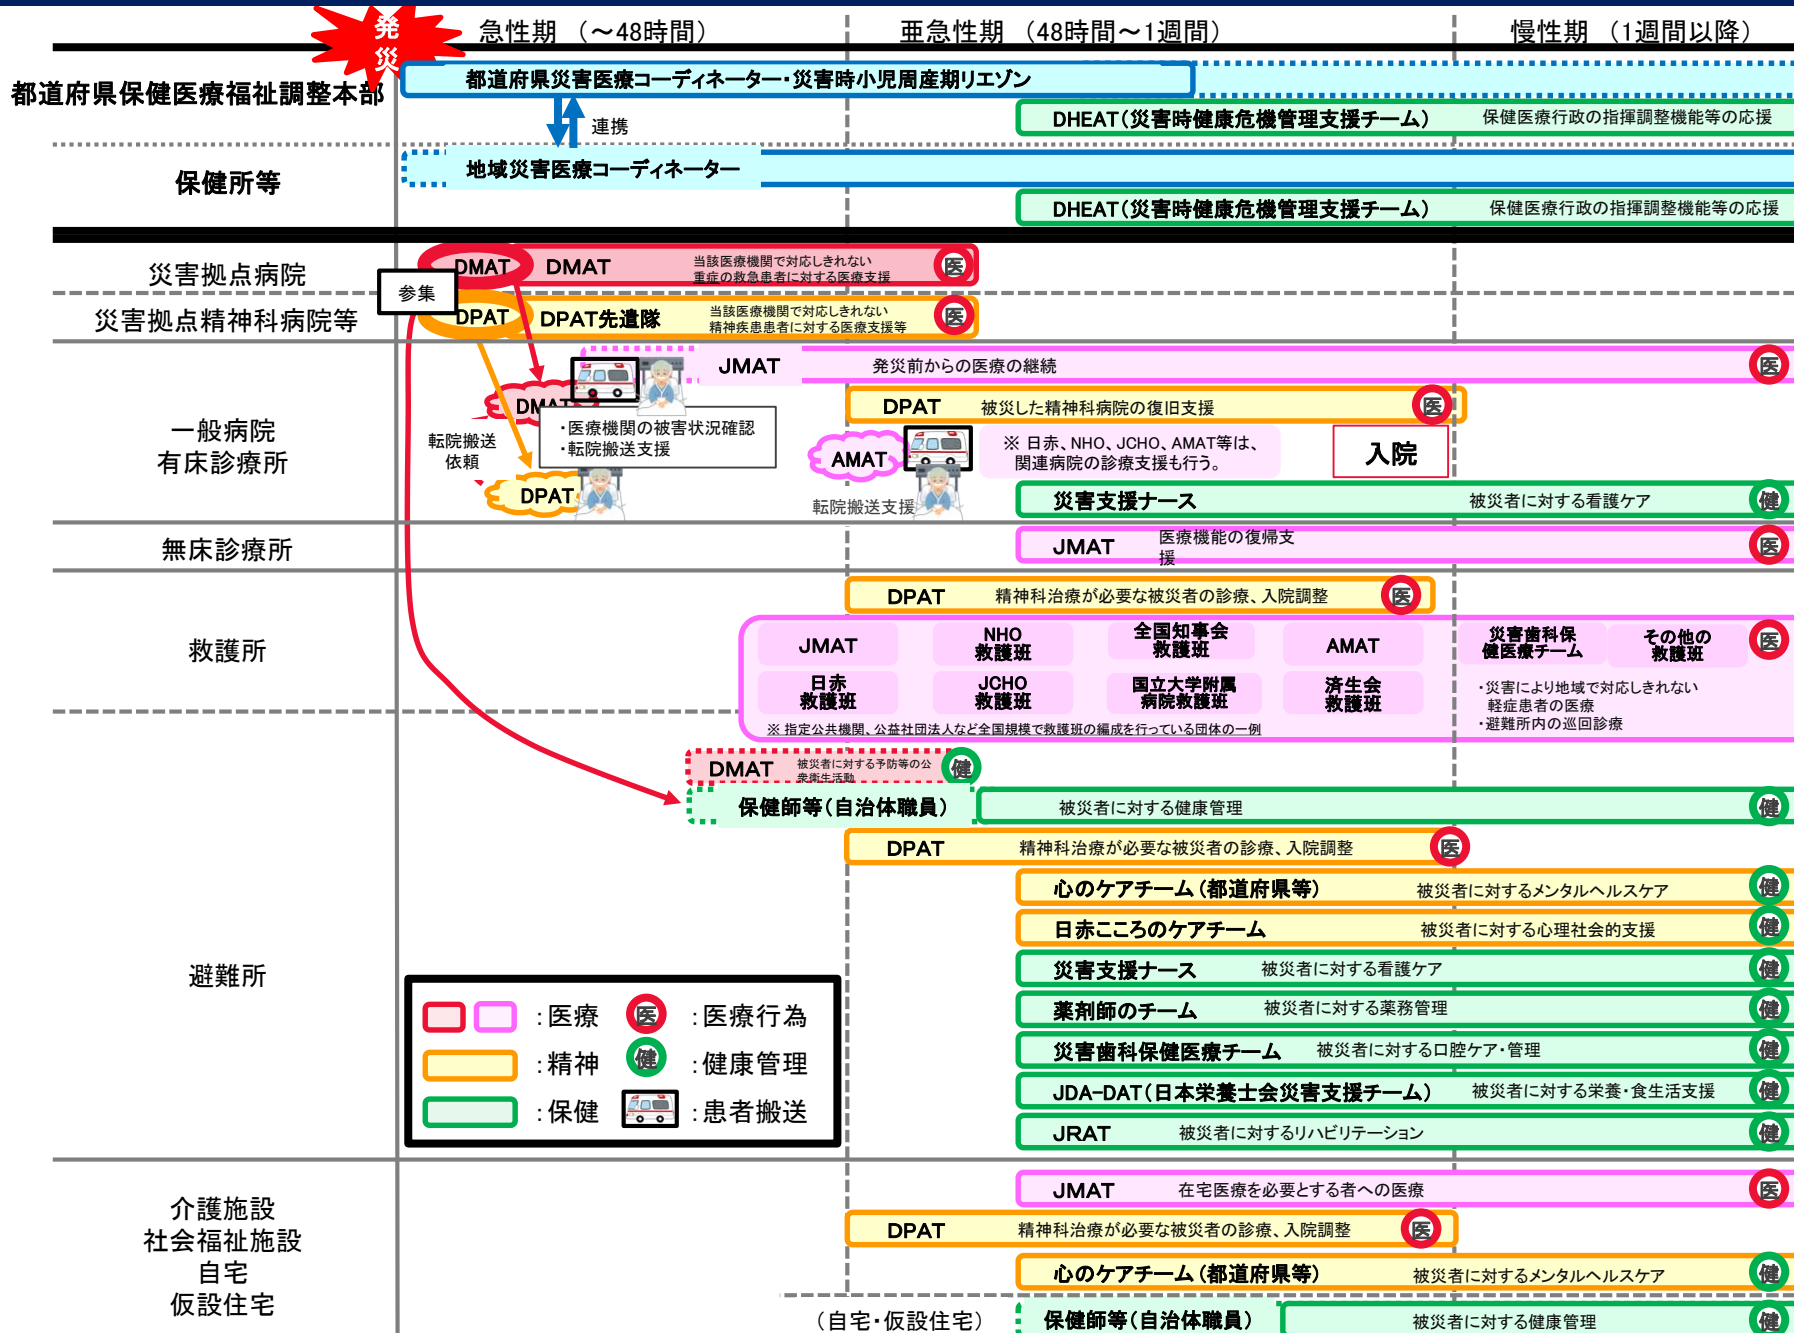 発
災
急性期 (～48時間)
亜急性期 (48時間～1週間)
慢性期 (1週間以降)
都道府県保健医療福祉調整本部
都道府県災害医療コーディネーター・災害時小児周産期リエゾン
連携
DHEAT(災害時健康危機管理支援チーム)
保健医療行政の指揮調整機能等の応援
保健所等
地域災害医療コーディネーター
DHEAT(災害時健康危機管理支援チーム)
保健医療行政の指揮調整機能等の応援
災害拠点病院
DMAT
DMAT
当該医療機関で対応しきれない
重症の救急患者に対する医療支援
医
参集
災害拠点精神科病院等
DPAT
DPAT先遣隊
当該医療機関で対応しきれない
精神疾患患者に対する医療支援等
医
一般病院
有床診療所
JMAT
発災前からの医療の継続
医
DMAT
・医療機関の被害状況確認
・転院搬送支援
転院搬送
依頼
DPAT
DPAT
被災した精神科病院の復旧支援
医
AMAT
転院搬送支援
※ 日赤、NHO、JCHO、AMAT等は、
関連病院の診療支援も行う。
入院
災害支援ナース
被災者に対する看護ケア
健
無床診療所
JMAT
医療機能の復帰支
援
医
救護所
DPAT
精神科治療が必要な被災者の診療、入院調整
医
JMAT
NHO
救護班
全国知事会
救護班
AMAT
災害歯科保
健医療チーム
その他の
救護班
医
日赤
救護班
JCHO
救護班
国立大学附属
病院救護班
済生会
救護班
・災害により地域で対応しきれない
軽症患者の医療
・避難所内の巡回診療
※ 指定公共機関、公益社団法人など全国規模で救護班の編成を行っている団体の一例
避難所
DMAT
被災者に対する予防等の公
衆衛生活動
健
保健師等(自治体職員)
被災者に対する健康管理
健
DPAT
精神科治療が必要な被災者の診療、入院調整
医
心のケアチーム(都道府県等)
被災者に対するメンタルヘルスケア
健
日赤こころのケアチーム
被災者に対する心理社会的支援
健
災害支援ナース
被災者に対する看護ケア
健
薬剤師のチーム
被災者に対する薬務管理
健
災害歯科保健医療チーム
被災者に対する口腔ケア・管理
健
JDA-DAT(日本栄養士会災害支援チーム)
被災者に対する栄養・食生活支援
健
JRAT
被災者に対するリハビリテーション
健
:医療
医
:医療行為
:精神
健
:健康管理
:保健
:患者搬送
介護施設
社会福祉施設
自宅
仮設住宅
JMAT
在宅医療を必要とする者への医療
医
DPAT
精神科治療が必要な被災者の診療、入院調整
医
心のケアチーム(都道府県等)
被災者に対するメンタルヘルスケア
健
(自宅・仮設住宅)
保健師等(自治体職員)
被災者に対する健康管理
健